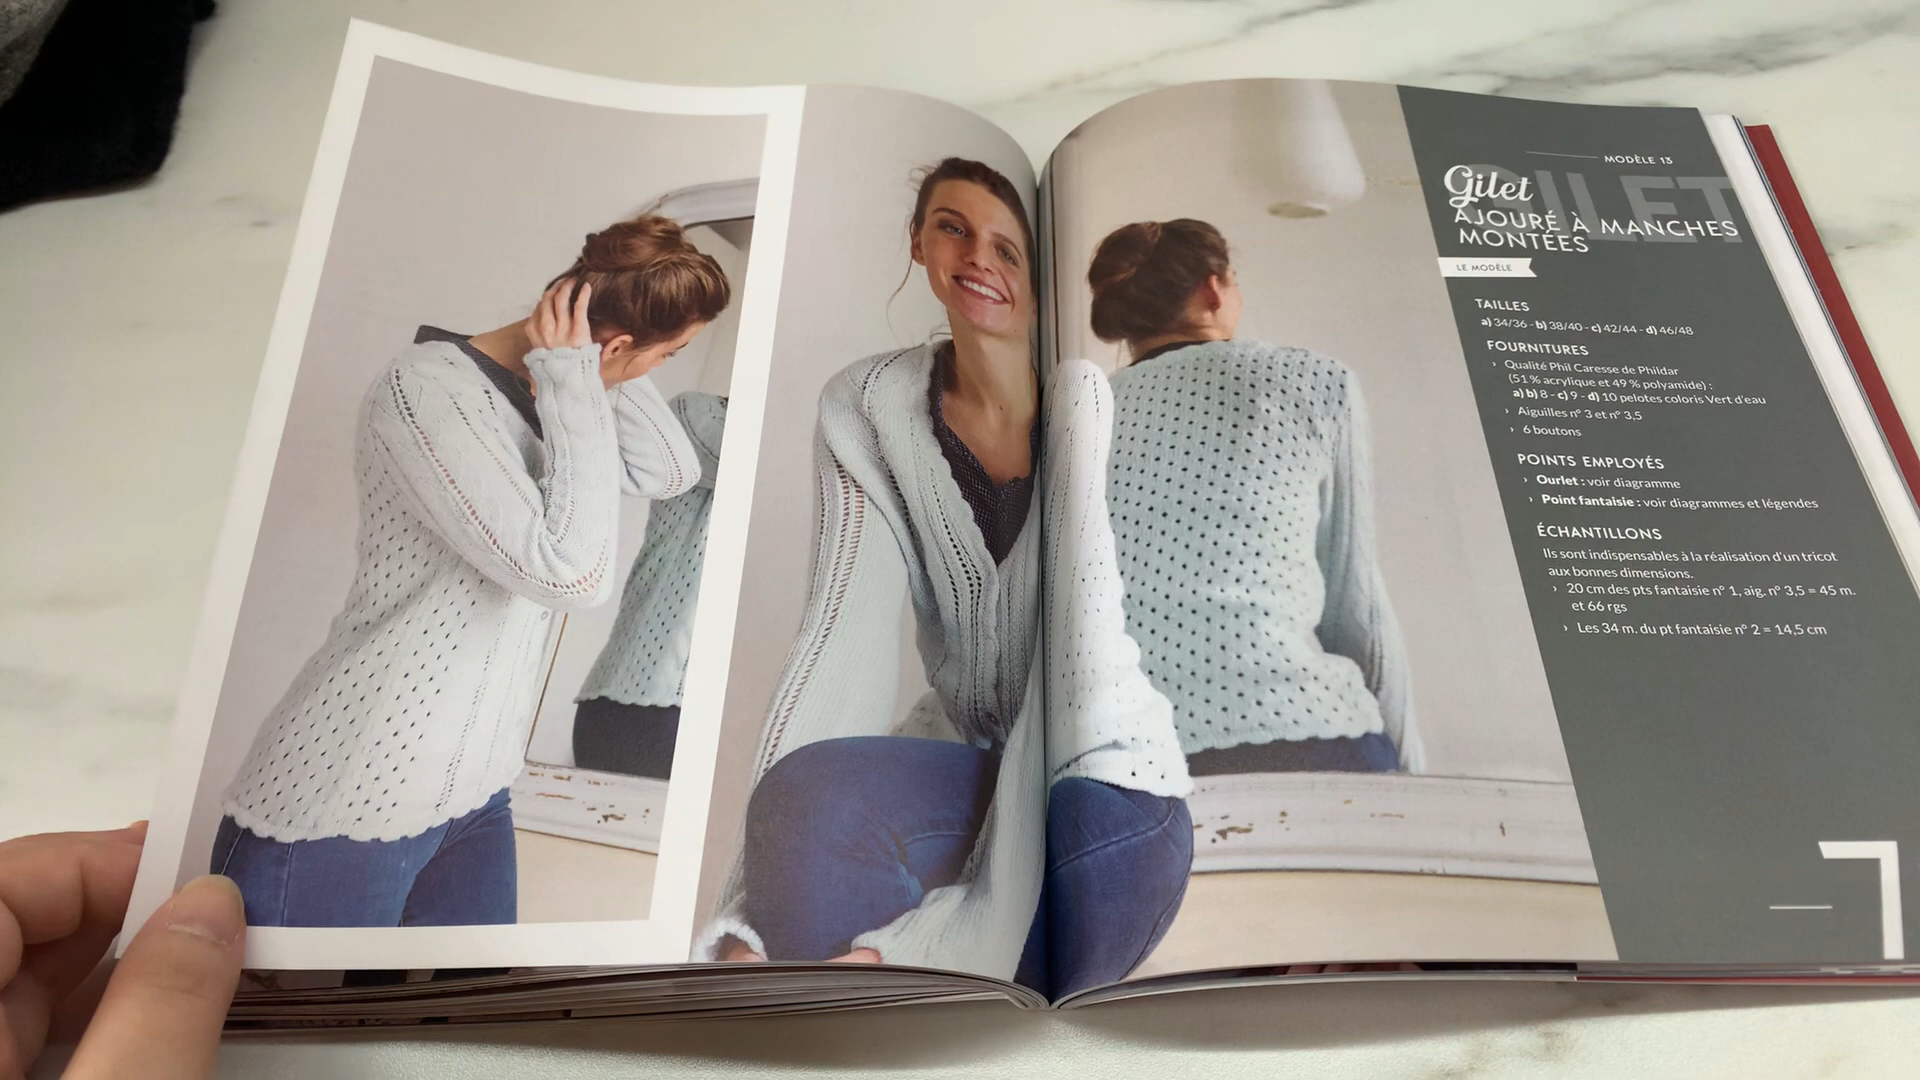 MODÈLE 13
GILET
Gilet
AJOURÉ À MANCHES
MONTÉES
LE MODÈLE
TAILLES
a) 34/36 - b) 38/40 - c) 42/44 - d) 46/48
FOURNITURES
› Qualité Phil Caresse de Phildar
(51 % acrylique et 49 % polyamide) :
a) b) 8 - c) 9 - d) 10 pelotes coloris Vert d'eau
› Aiguilles n° 3 et n° 3,5
› 6 boutons
POINTS EMPLOYÉS
› Ourlet : voir diagramme
› Point fantaisie : voir diagrammes et légendes
ÉCHANTILLONS
Ils sont indispensables à la réalisation d'un tricot
aux bonnes dimensions.
› 20 cm des pts fantaisie n° 1, aig. n° 3,5 = 45 m.
et 66 rgs
› Les 34 m. du pt fantaisie n° 2 = 14,5 cm